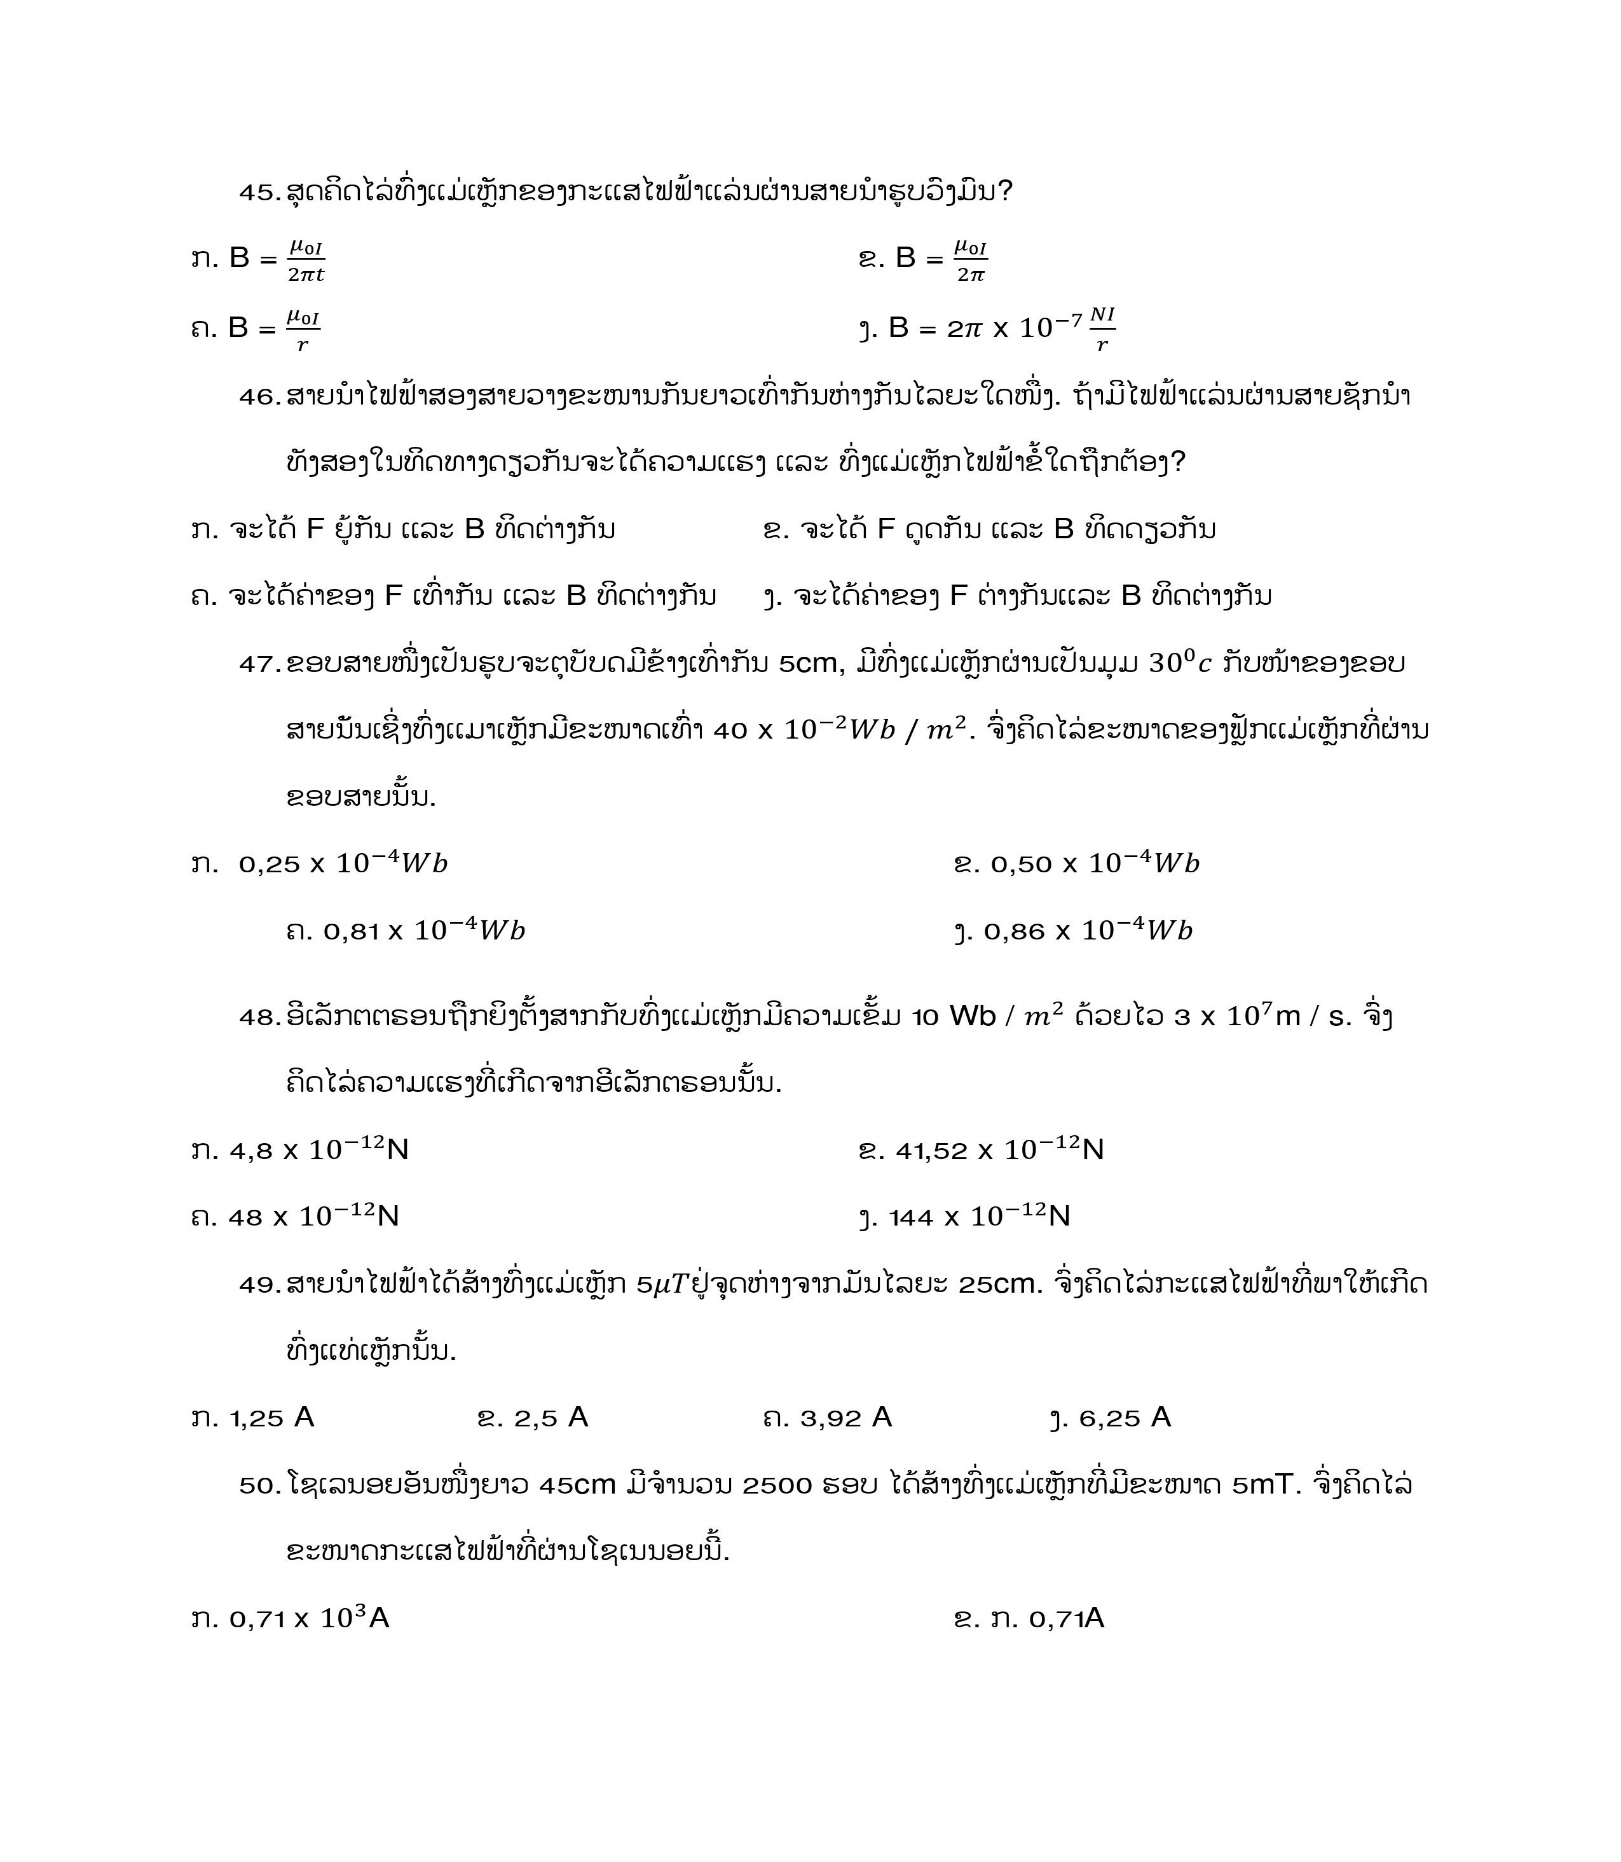 45. ສຸດຄິດໄລ່ທົ່ງແມ່ເຫຼັກຂອງກະແສໄຟຟ້າແລ່ນຜ່ານສາຍນຳຮູບວົງມົນ?
ກ. B = \frac{μ₀I}{2πt} ຂ. B = \frac{μ₀I}{2π}
ຄ. B = \frac{μ₀I}{r} ງ. B = 2π x 10⁻⁷ \frac{NI}{r}
46. ສາຍນຳໄຟຟ້າສອງສາຍວາງຂະໜານກັນຍາວເທົ່າກັນຫ່າງກັນໄລຍະໃດໜື່ງ. ຖ້າມີໄຟຟ້າແລ່ນຜ່ານສາຍຊັກນຳ
ທັງສອງໃນທິດທາງດຽວກັນຈະໄດ້ຄວາມແຮງ ແລະ ທົ່ງແມ່ເຫຼັກໄຟຟ້າຂໍ້ໃດຖືກຕ້ອງ?
ກ. ຈະໄດ້ F ຍູ້ກັນ ແລະ B ທິດຕ່າງກັນ ຂ. ຈະໄດ້ F ດູດກັນ ແລະ B ທິດດຽວກັນ
ຄ. ຈະໄດ້ຄ່າຂອງ F ເທົ່າກັນ ແລະ B ທິດຕ່າງກັນ ງ. ຈະໄດ້ຄ່າຂອງ F ຕ່າງກັນແລະ B ທິດຕ່າງກັນ
47. ຂອບສາຍໜື່ງເປັນຮູບຈະຕຸບັບດມີຂ້າງເທົ່າກັນ 5cm, ມີທົ່ງແມ່ເຫຼັກຜ່ານເປັນມຸມ 30⁰c ກັບໜ້າຂອງຂອບ
ສາຍນັ້ນເຊິ່ງທົ່ງແມາເຫຼັກມີຂະໜາດເທົ່າ 40 x 10⁻²Wb / m². ຈົ່ງຄິດໄລ່ຂະໜາດຂອງຟຼັກແມ່ເຫຼັກທີ່ຜ່ານ
ຂອບສາຍນັ້ນ.
ກ. 0,25 x 10⁻⁴Wb ຂ. 0,50 x 10⁻⁴Wb
ຄ. 0,81 x 10⁻⁴Wb ງ. 0,86 x 10⁻⁴Wb
48. ອີເລັກຕຕຣອນຖືກຍິງຕັ້ງສາກກັບທົ່ງແມ່ເຫຼັກມີຄວາມເຂັ້ມ 10 Wb / m² ດ້ວຍໄວ 3 x 10⁷m / s. ຈົ່ງ
ຄິດໄລ່ຄວາມແຮງທີ່ເກີດຈາກອີເລັກຕຣອນນັ້ນ.
ກ. 4,8 x 10⁻¹²N ຂ. 41,52 x 10⁻¹²N
ຄ. 48 x 10⁻¹²N ງ. 144 x 10⁻¹²N
49. ສາຍນຳໄຟຟ້າໄດ້ສ້າງທົ່ງແມ່ເຫຼັກ 5μTຢູ່ຈຸດຫ່າງຈາກມັນໄລຍະ 25cm. ຈົ່ງຄິດໄລ່ກະແສໄຟຟ້າທີ່ພາໃຫ້ເກີດ
ທົ່ງແທ່ເຫຼັກນັ້ນ.
ກ. 1,25 A ຂ. 2,5 A ຄ. 3,92 A ງ. 6,25 A
50. ໂຊເລນອຍອັນໜື່ງຍາວ 45cm ມີຈຳນວນ 2500 ຮອບ ໄດ້ສ້າງທົ່ງແມ່ເຫຼັກທີ່ມີຂະໜາດ 5mT. ຈົ່ງຄິດໄລ່
ຂະໜາດກະແສໄຟຟ້າທີ່ຜ່ານໂຊເນນອຍນີ້.
ກ. 0,71 x 10³A ຂ. ກ. 0,71A